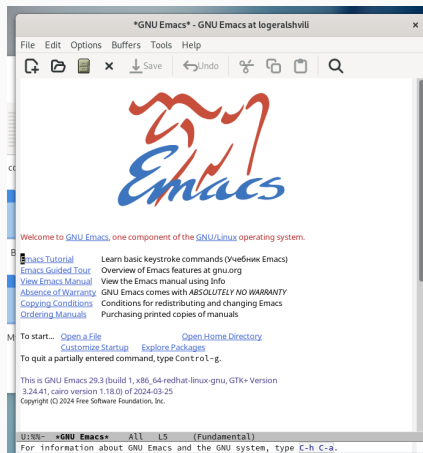 *GNU Emacs* - GNU Emacs at logeralshvili ×
File Edit Options Buffers Tools Help
Save Undo
Emacs
Welcome to GNU Emacs, one component of the GNU/Linux operating system.
Emacs Tutorial Learn basic keystroke commands (Учебник Emacs)
Emacs Guided Tour Overview of Emacs features at gnu.org
View Emacs Manual View the Emacs manual using Info
Absence of Warranty GNU Emacs comes with ABSOLUTELY NO WARRANTY
Copying Conditions Conditions for redistributing and changing Emacs
Ordering Manuals Purchasing printed copies of manuals
To start... Open a File Open Home Directory
Customize Startup Explore Packages
To quit a partially entered command, type Control-g.
This is GNU Emacs 29.3 (build 1, x86_64-redhat-linux-gnu, GTK+ Version
3.24.41, cairo version 1.18.0) of 2024-03-25
Copyright (C) 2024 Free Software Foundation, Inc.
U:%%- *GNU Emacs* All L5 (Fundamental)
For information about GNU Emacs and the GNU system, type C-h C-a.